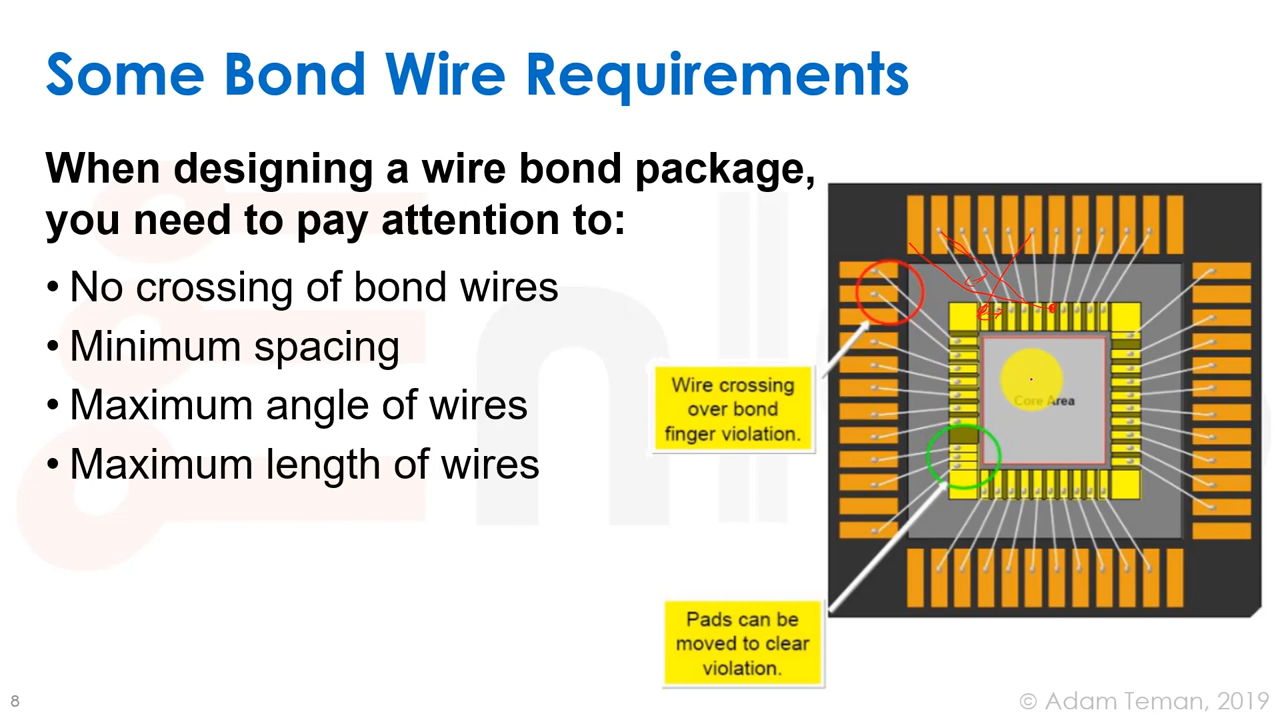 Some Bond Wire Requirements
When designing a wire bond package,
you need to pay attention to:
• No crossing of bond wires
• Minimum spacing
• Maximum angle of wires
• Maximum length of wires
Wire crossing
over bond
finger violation.
Core Area
Pads can be
moved to clear
violation.
8
© Adam Teman, 2019